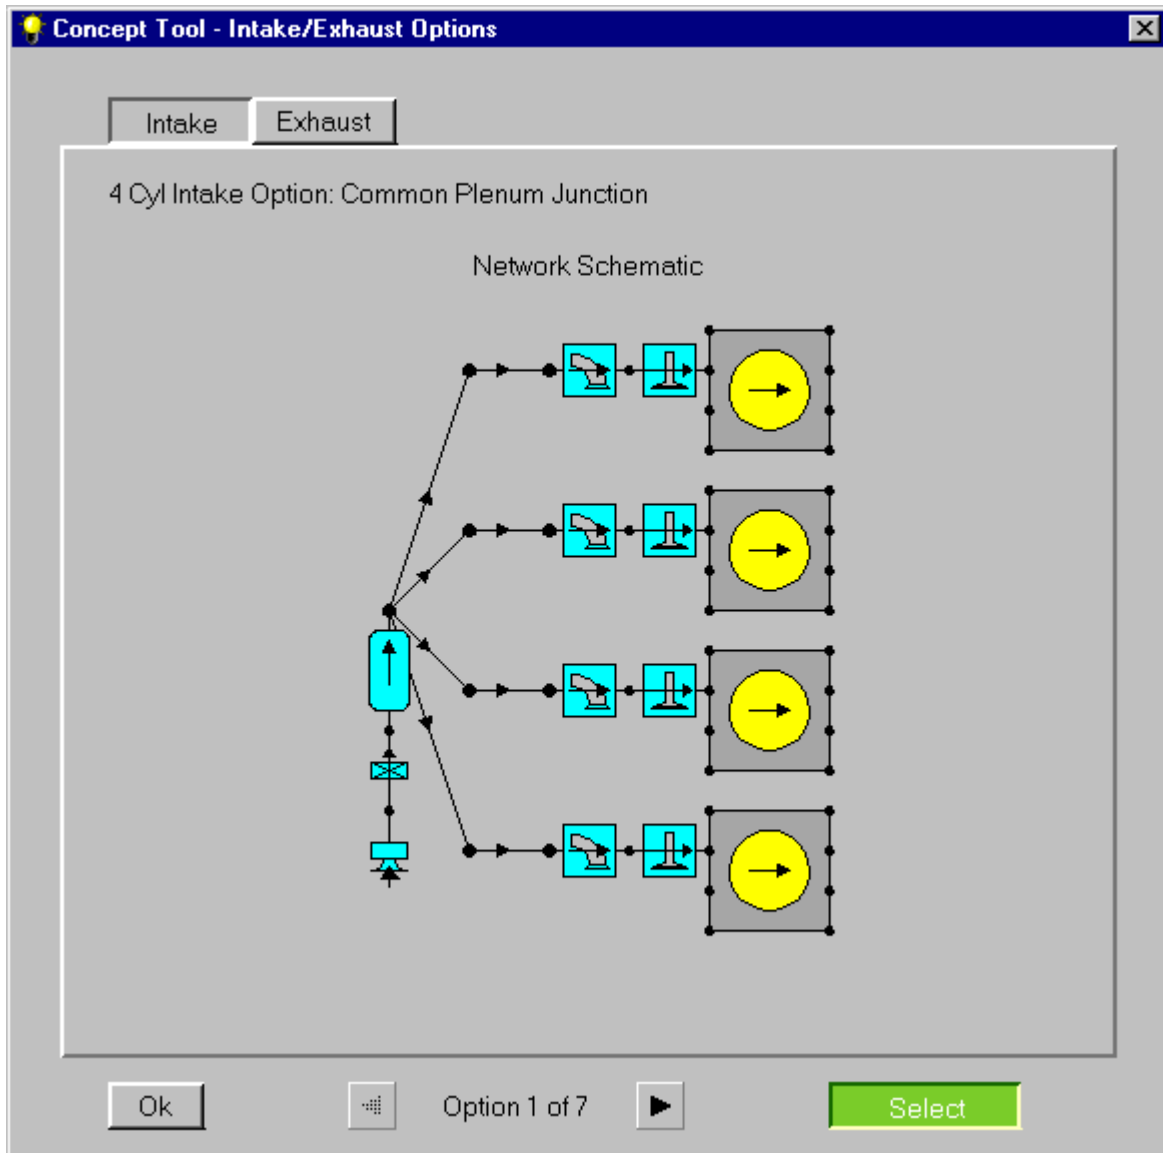 Concept Tool - Intake/Exhaust Options
Intake Exhaust
4 Cyl Intake Option: Common Plenum Junction
Network Schematic
Ok Option 1 of 7 Select